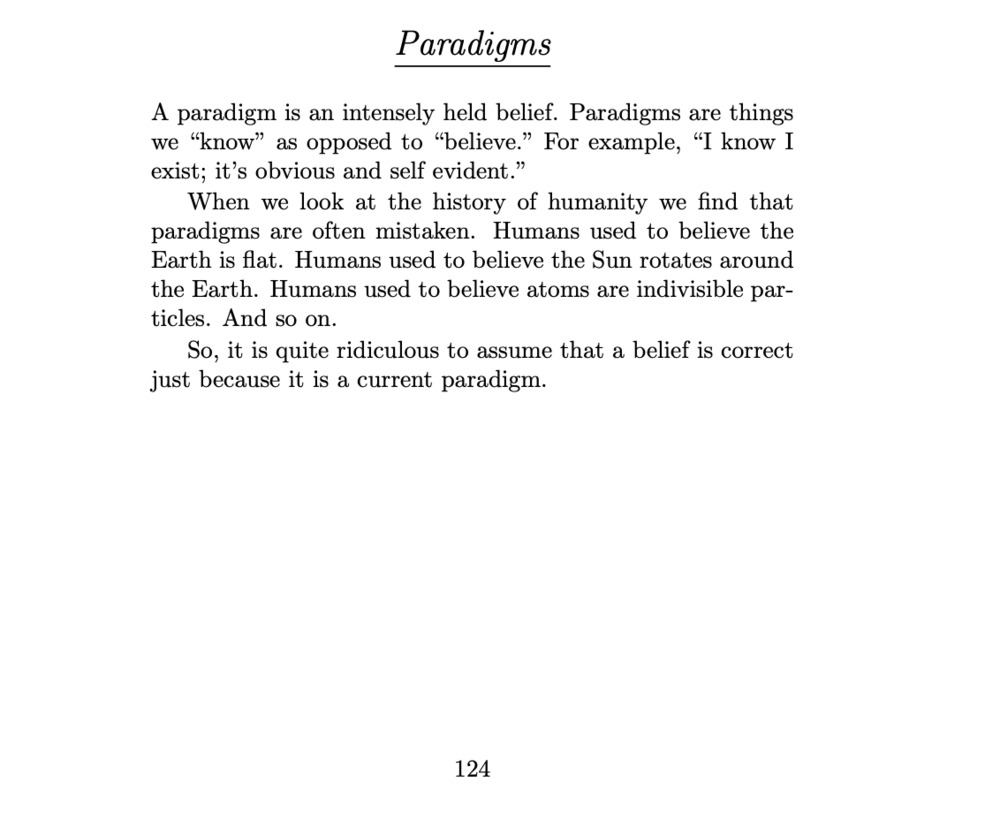 Paradigms
A paradigm is an intensely held belief. Paradigms are things
we “know” as opposed to “believe.” For example, “I know I
exist; it’s obvious and self evident.”
When we look at the history of humanity we find that
paradigms are often mistaken. Humans used to believe the
Earth is flat. Humans used to believe the Sun rotates around
the Earth. Humans used to believe atoms are indivisible par-
ticles. And so on.
So, it is quite ridiculous to assume that a belief is correct
just because it is a current paradigm.
124